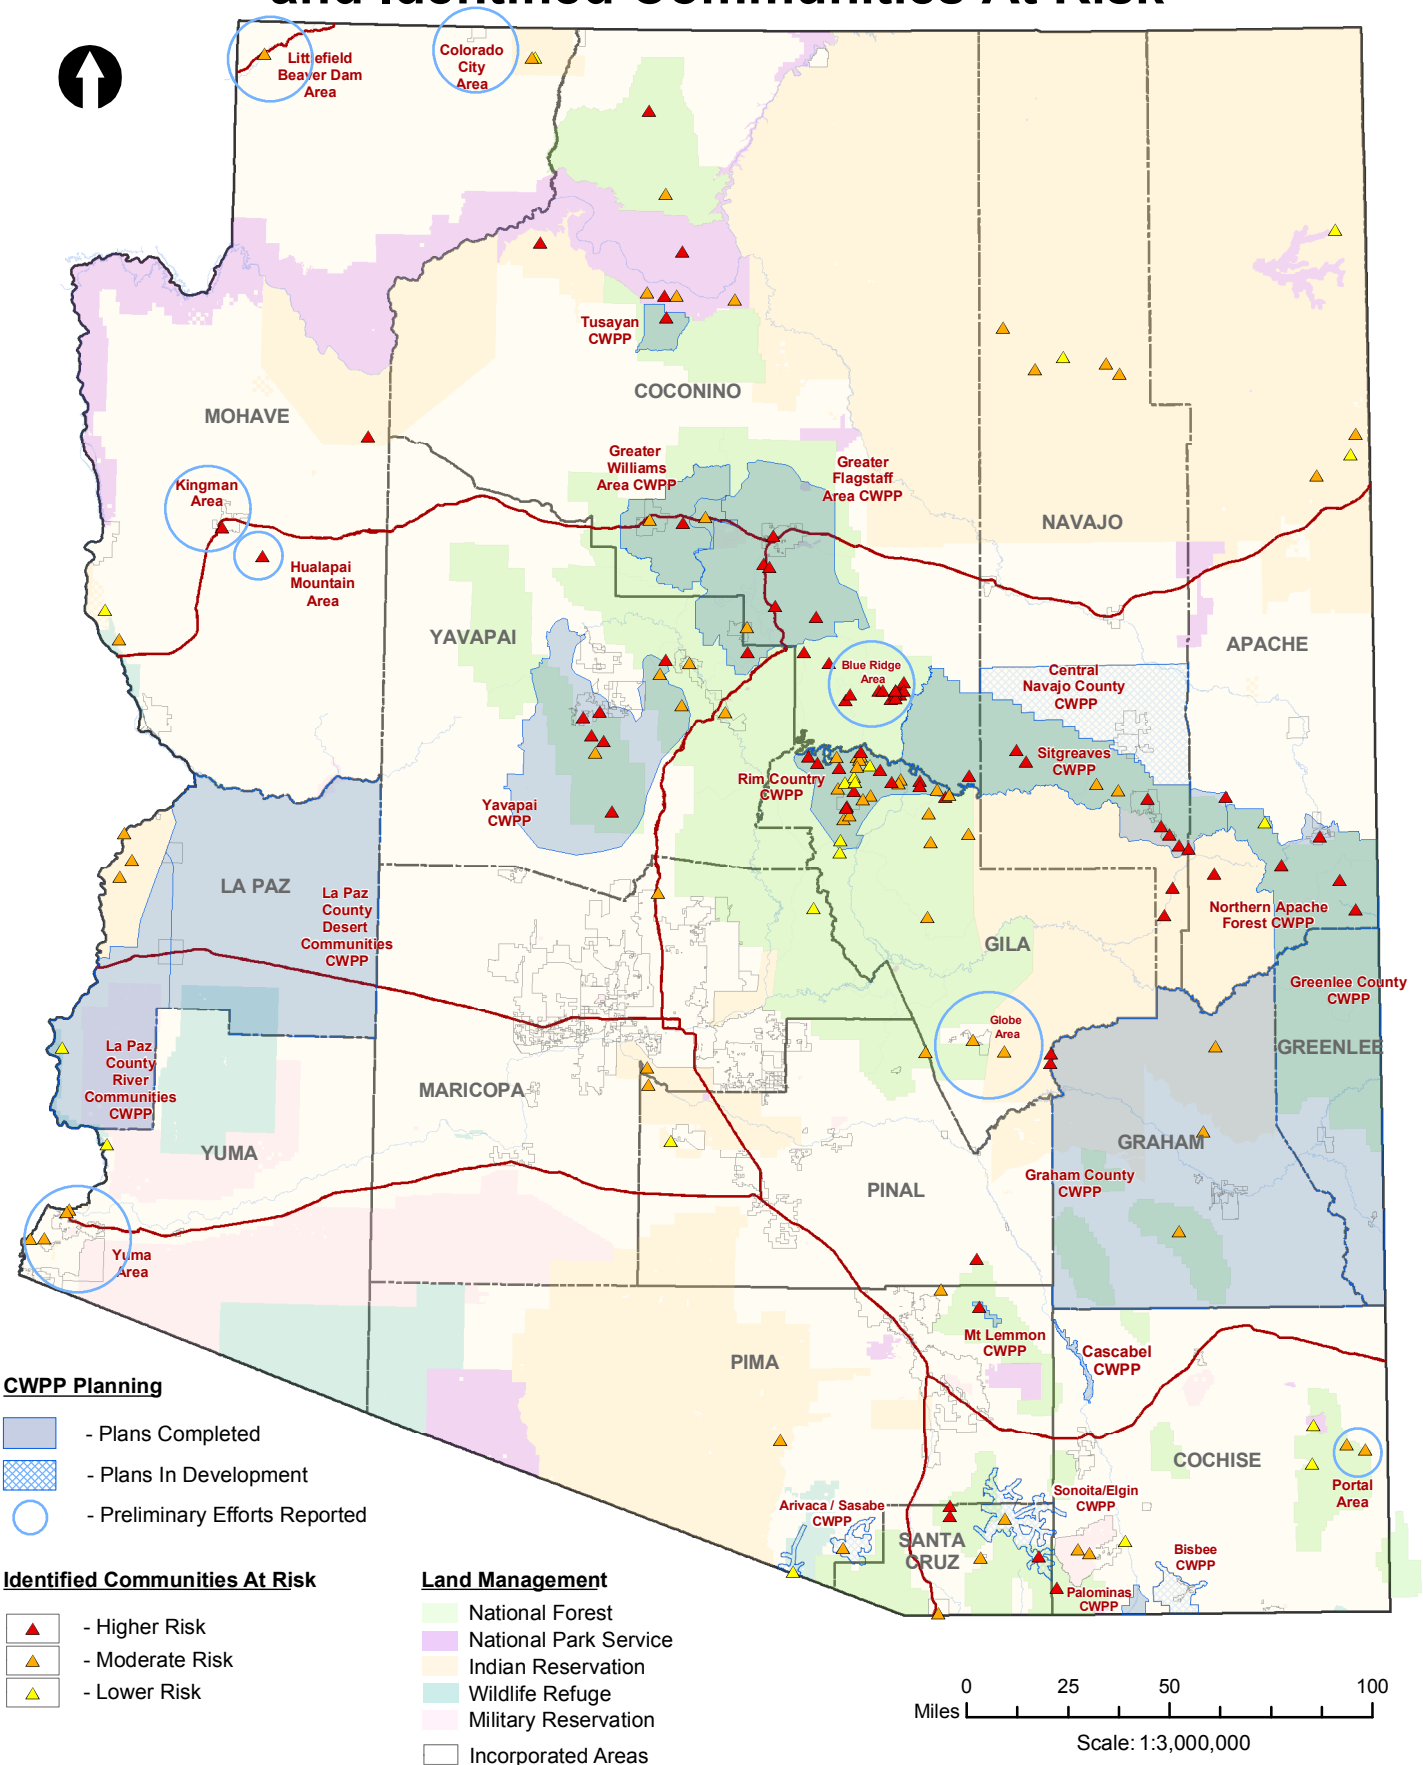 and Identified Communities At Risk
Littlefield
Beaver Dam
Area
Colorado
City
Area
Tusayan
CWPP
COCONINO
MOHAVE
Greater
Williams
Area CWPP
Greater
Flagstaff
Area CWPP
Kingman
Area
NAVAJO
Hualapai
Mountain
Area
YAVAPAI
APACHE
Blue Ridge
Area
Central
Navajo County
CWPP
Sitgreaves
CWPP
Rim Country
CWPP
Yavapai
CWPP
LA PAZ
La Paz
County
Desert
Communities
CWPP
Northern Apache
Forest CWPP
GILA
Greenlee County
CWPP
Globe
Area
GREENLEE
La Paz
County
River
Communities
CWPP
MARICOPA
YUMA
GRAHAM
Graham County
CWPP
PINAL
Yuma
Area
Mt Lemmon
CWPP
Cascabel
CWPP
PIMA
COCHISE
Portal
Area
Sonoita/Elgin
CWPP
Arivaca / Sasabe
CWPP
SANTA
CRUZ
Bisbee
CWPP
Palominas
CWPP
CWPP Planning
- Plans Completed
- Plans In Development
- Preliminary Efforts Reported
Identified Communities At Risk
- Higher Risk
- Moderate Risk
- Lower Risk
Land Management
National Forest
National Park Service
Indian Reservation
Wildlife Refuge
Military Reservation
Incorporated Areas
0 25 50 100
Miles
Scale: 1:3,000,000